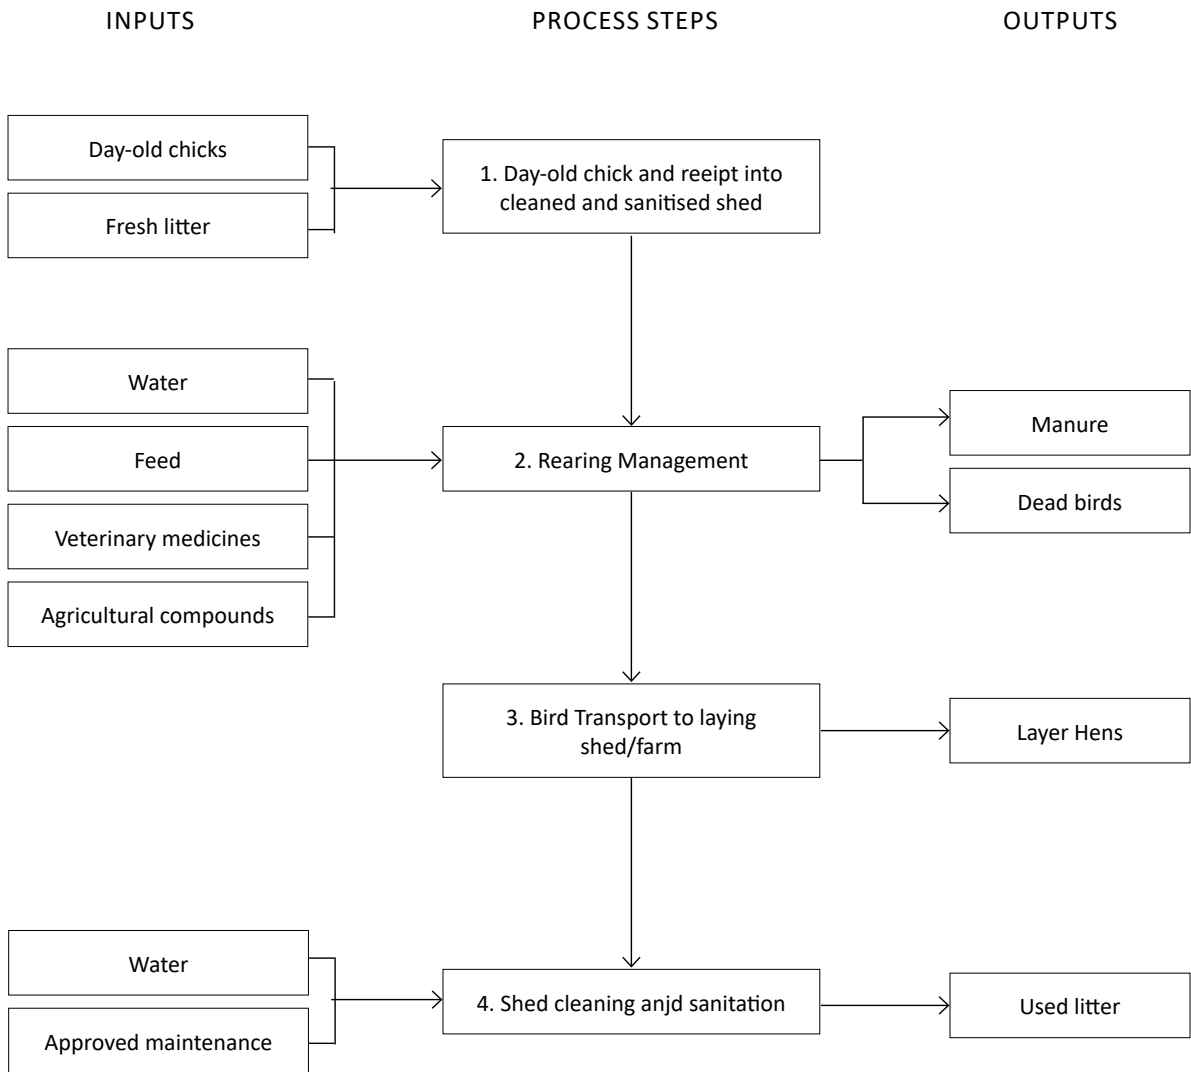 INPUTS
PROCESS STEPS
OUTPUTS
Day-old chicks
Fresh litter
1. Day-old chick and reeipt into
cleaned and sanitised shed
Water
Feed
Veterinary medicines
Agricultural compounds
2. Rearing Management
Manure
Dead birds
3. Bird Transport to laying
shed/farm
Layer Hens
Water
Approved maintenance
4. Shed cleaning anjd sanitation
Used litter